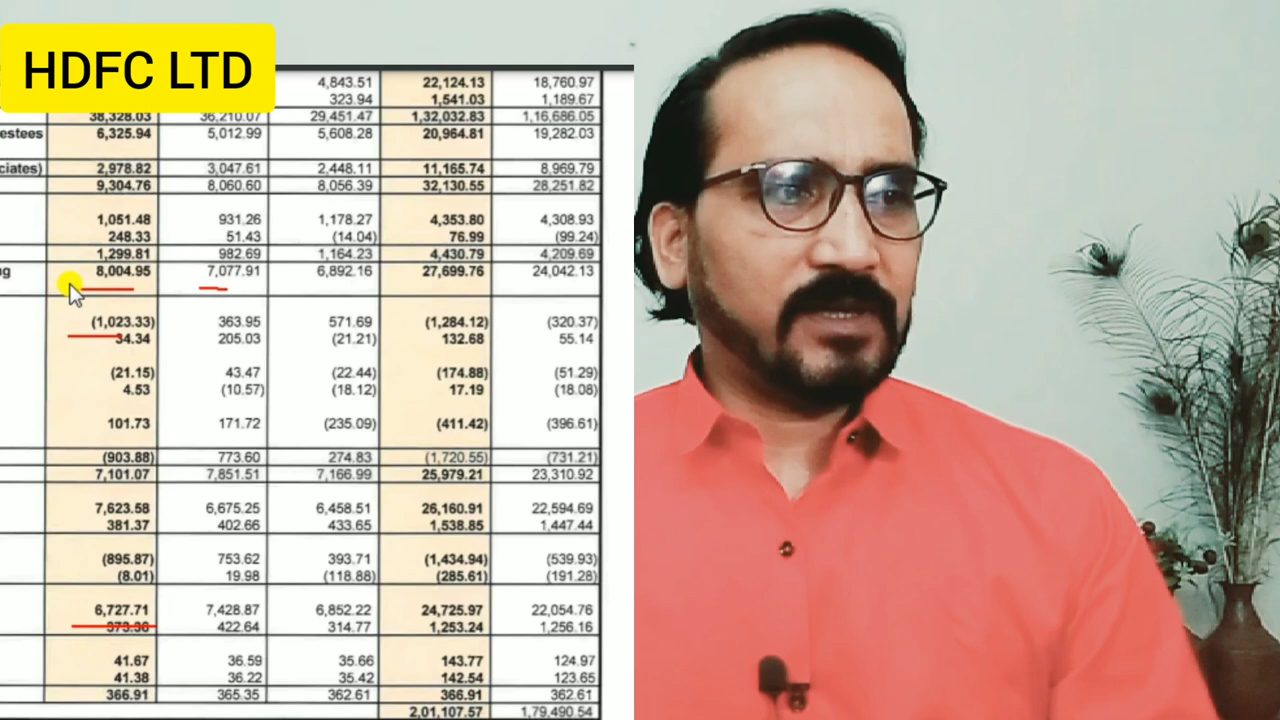 HDFC LTD
4,843.51 22,124.13 18,760.97
323.94 1,541.03 1,189.67
38,328.03 36,210.07 29,451.47 1,32,032.83 1,16,686.05
estees 6,325.94 5,012.99 5,608.28 20,964.81 19,282.03
ciates) 2,978.82 3,047.61 2,448.11 11,165.74 8,969.79
9,304.76 8,060.60 8,056.39 32,130.55 28,251.82
1,051.48 931.26 1,178.27 4,353.80 4,308.93
248.33 51.43 (14.04) 76.99 (99.24)
1,299.81 982.69 1,164.23 4,430.79 4,209.69
ng 8,004.95 7,077.91 6,892.16 27,699.76 24,042.13
(1,023.33) 363.95 571.69 (1,284.12) (320.37)
34.34 205.03 (21.21) 132.68 55.14
(21.15) 43.47 (22.44) (174.88) (51.29)
4.53 (10.57) (18.12) 17.19 (18.08)
101.73 171.72 (235.09) (411.42) (396.61)
(903.88) 773.60 274.83 (1,720.55) (731.21)
7,101.07 7,851.51 7,166.99 25,979.21 23,310.92
7,623.58 6,675.25 6,458.51 26,160.91 22,594.69
381.37 402.66 433.65 1,538.85 1,447.44
(895.87) 753.62 393.71 (1,434.94) (539.93)
(8.01) 19.98 (118.88) (285.61) (191.28)
6,727.71 7,428.87 6,852.22 24,725.97 22,054.76
373.36 422.64 314.77 1,253.24 1,256.16
41.67 36.59 35.66 143.77 124.97
41.38 36.22 35.42 142.54 123.65
366.91 365.35 362.61 366.91 362.61
2,01,107.57 1,79,490.54